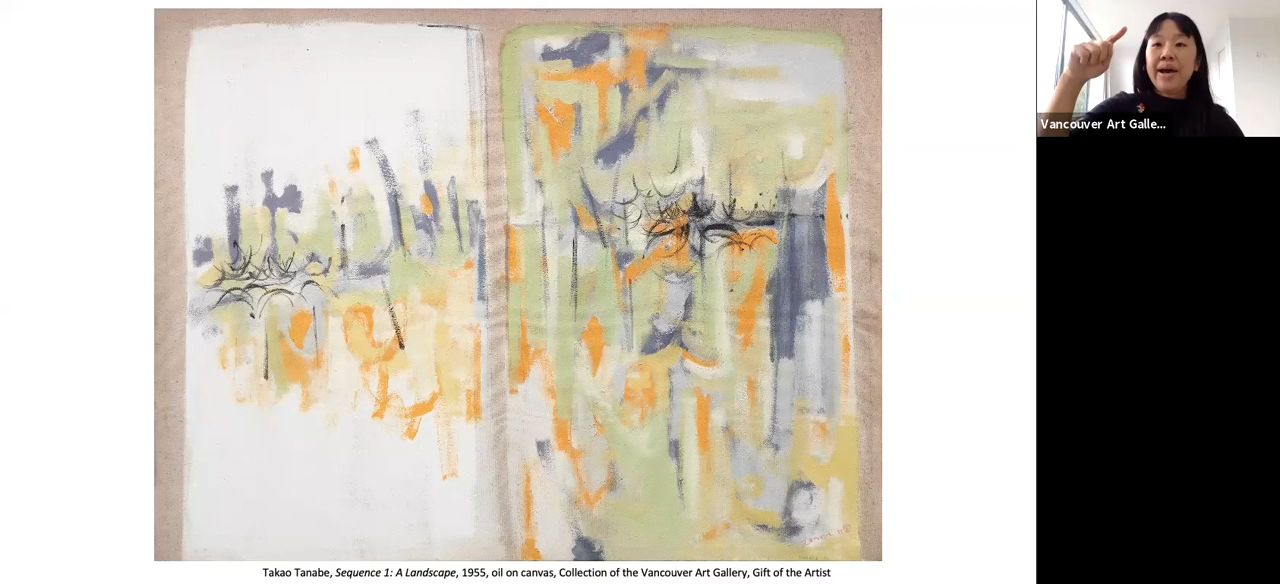 Vancouver Art Galle...
Takao Tanabe, Sequence 1: A Landscape, 1955, oil on canvas, Collection of the Vancouver Art Gallery, Gift of the Artist